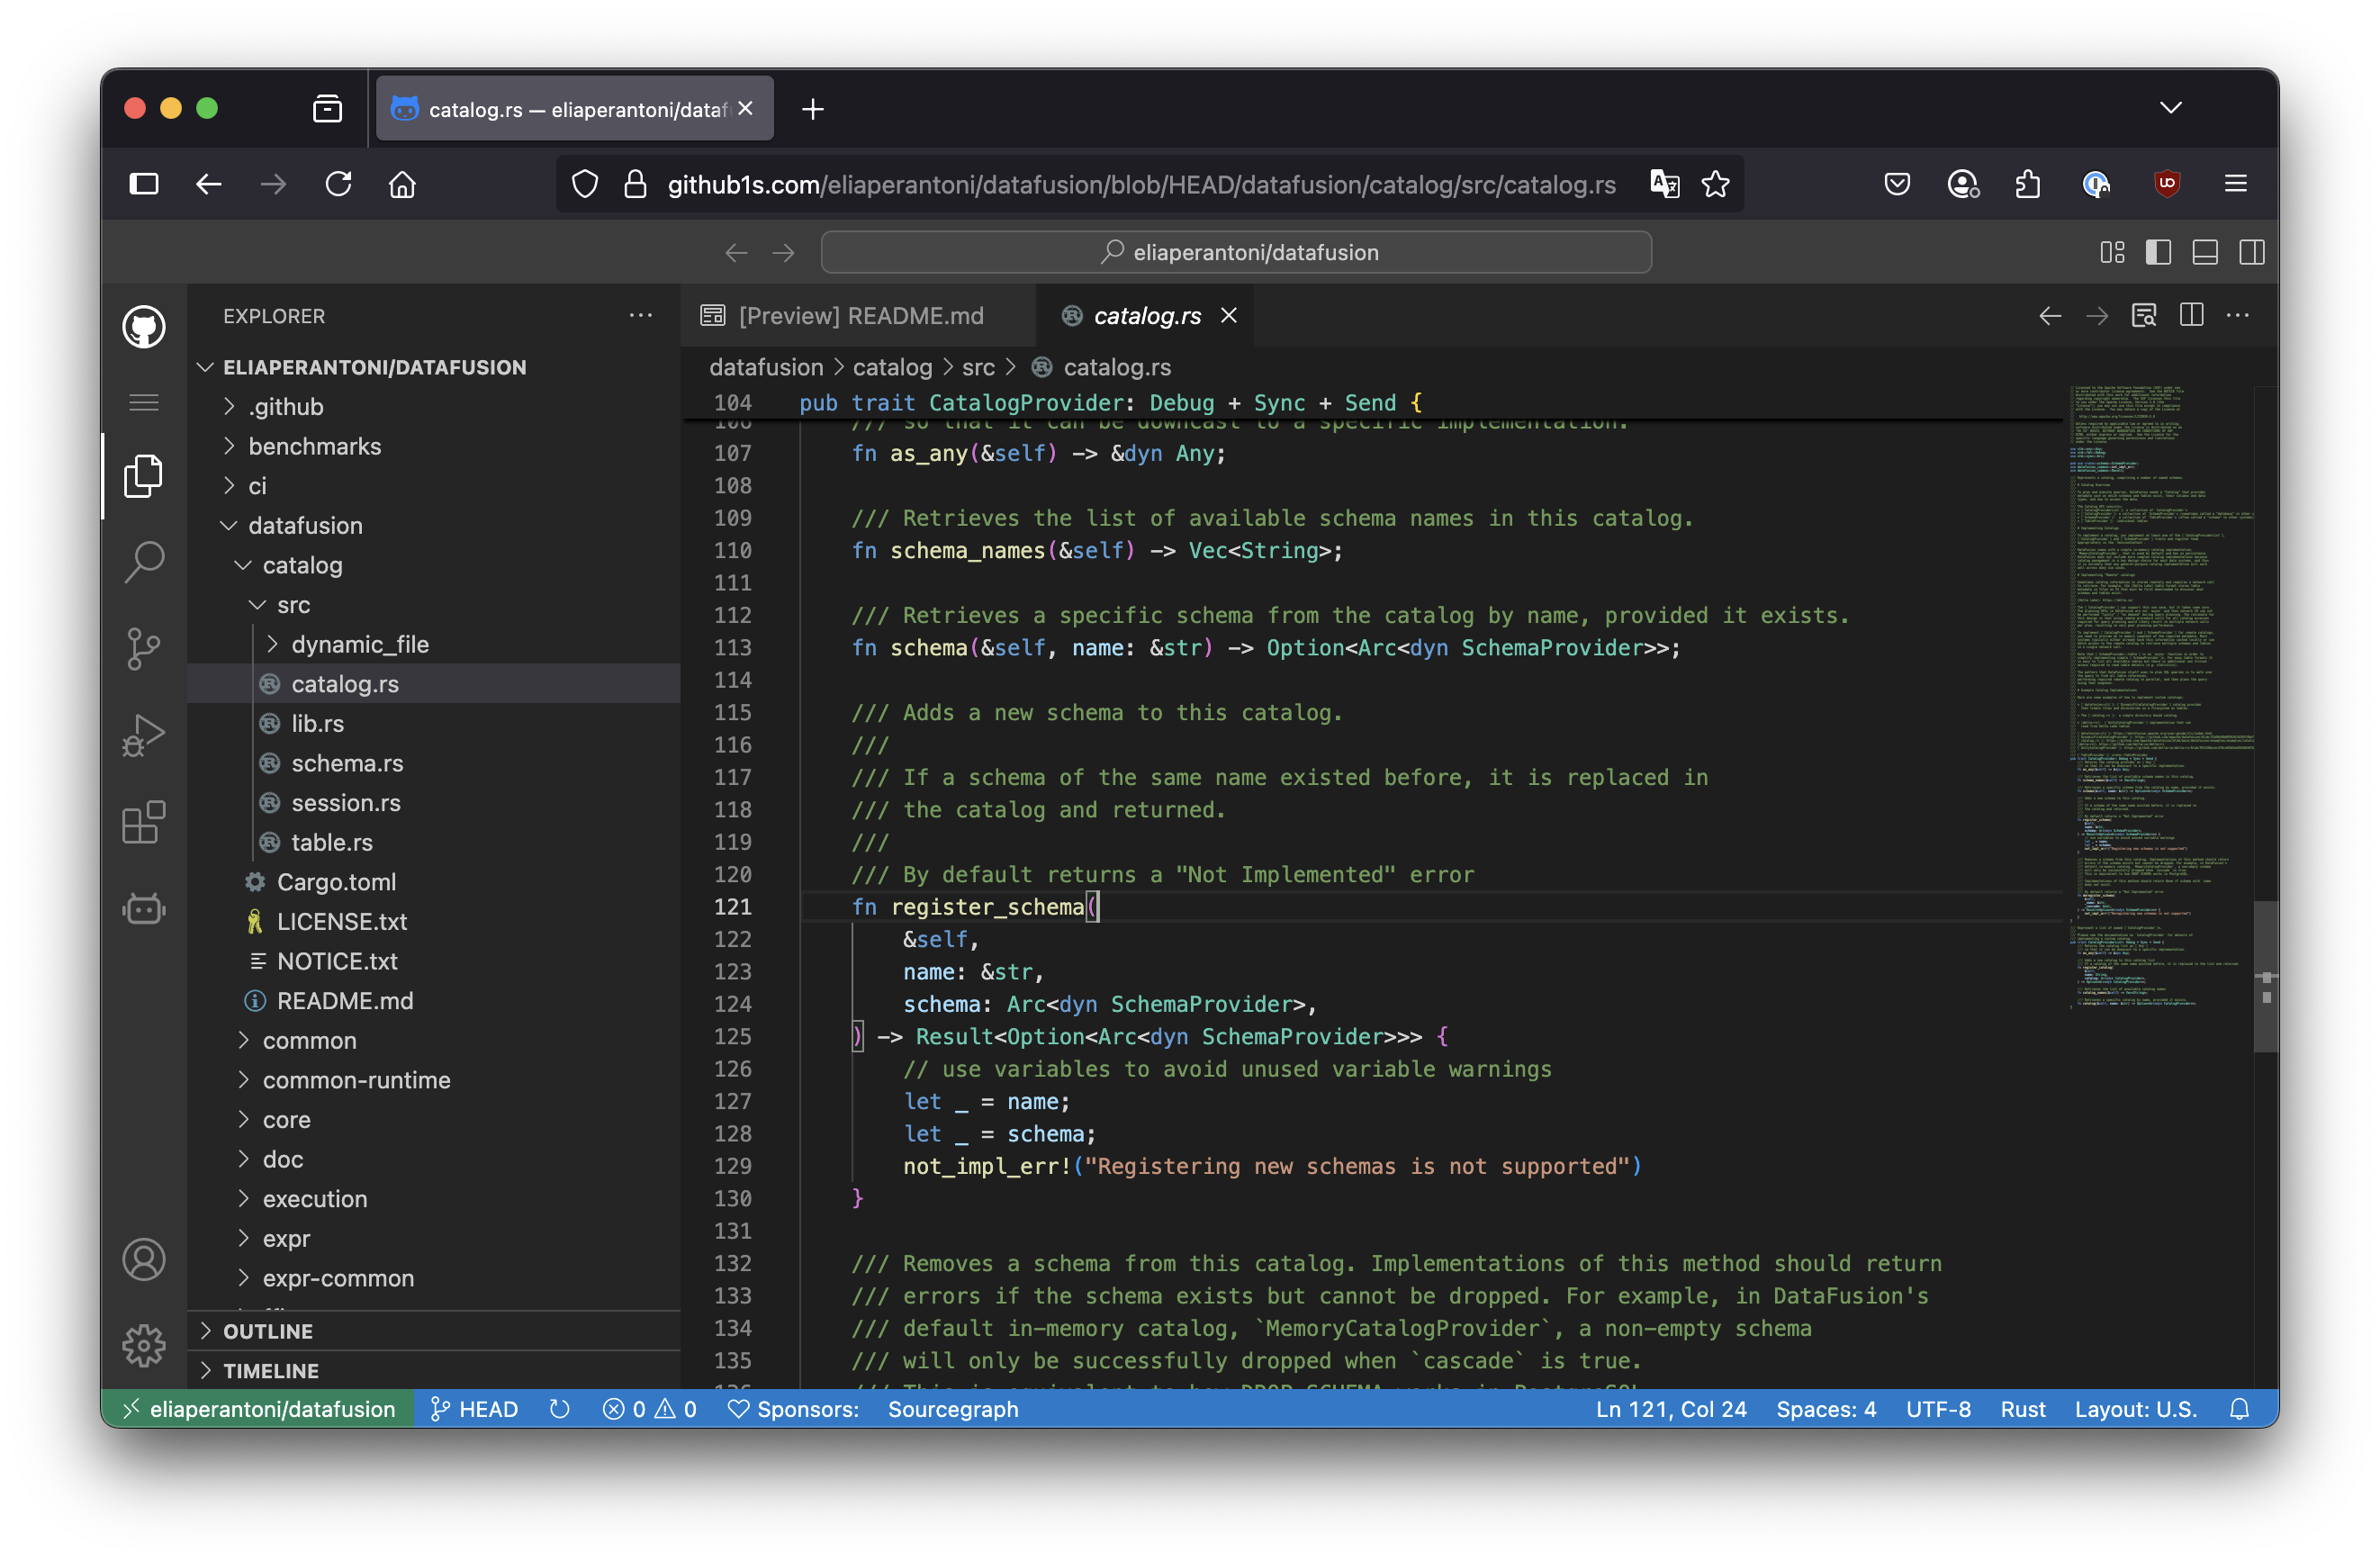 catalog.rs — eliaperantoni/dataf
github1s.com/eliaperantoni/datafusion/blob/HEAD/datafusion/catalog/src/catalog.rs
eliaperantoni/datafusion
EXPLORER
ELIAPERANTONI/DATAFUSION
.github
benchmarks
ci
datafusion
catalog
src
dynamic_file
catalog.rs
lib.rs
schema.rs
session.rs
table.rs
Cargo.toml
LICENSE.txt
NOTICE.txt
README.md
common
common-runtime
core
doc
execution
expr
expr-common
OUTLINE
TIMELINE
[Preview] README.md
catalog.rs
datafusion > catalog > src > catalog.rs
104 pub trait CatalogProvider: Debug + Sync + Send {
106 /// so that it can be downcast to a specific implementation.
107 fn as_any(&self) -> &dyn Any;
108
109 /// Retrieves the list of available schema names in this catalog.
110 fn schema_names(&self) -> Vec<String>;
111
112 /// Retrieves a specific schema from the catalog by name, provided it exists.
113 fn schema(&self, name: &str) -> Option<Arc<dyn SchemaProvider>>;
114
115 /// Adds a new schema to this catalog.
116 ///
117 /// If a schema of the same name existed before, it is replaced in
118 /// the catalog and returned.
119 ///
120 /// By default returns a "Not Implemented" error
121 fn register_schema(
122 &self,
123 name: &str,
124 schema: Arc<dyn SchemaProvider>,
125 ) -> Result<Option<Arc<dyn SchemaProvider>>> {
126 // use variables to avoid unused variable warnings
127 let _ = name;
128 let _ = schema;
129 not_impl_err!("Registering new schemas is not supported")
130 }
131
132 /// Removes a schema from this catalog. Implementations of this method should return
133 /// errors if the schema exists but cannot be dropped. For example, in DataFusion's
134 /// default in-memory catalog, `MemoryCatalogProvider`, a non-empty schema
135 /// will only be successfully dropped when `cascade` is true.
136 /// This is equivalent to how DROP SCHEMA works in PostgreSQL.
eliaperantoni/datafusion
HEAD
0
0
Sponsors:
Sourcegraph
Ln 121, Col 24
Spaces: 4
UTF-8
Rust
Layout: U.S.